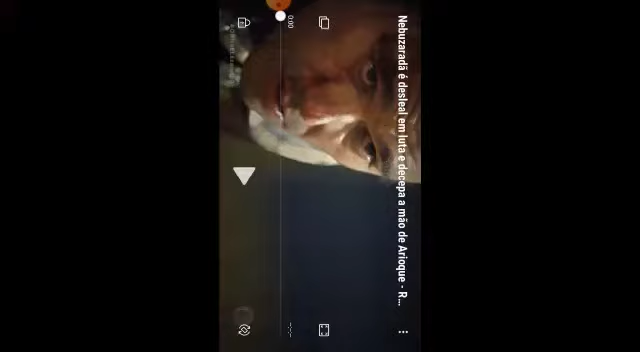 Nebuzaradã é desleal em luta e decepa a mão de Arioque - R...
0:00
-:--